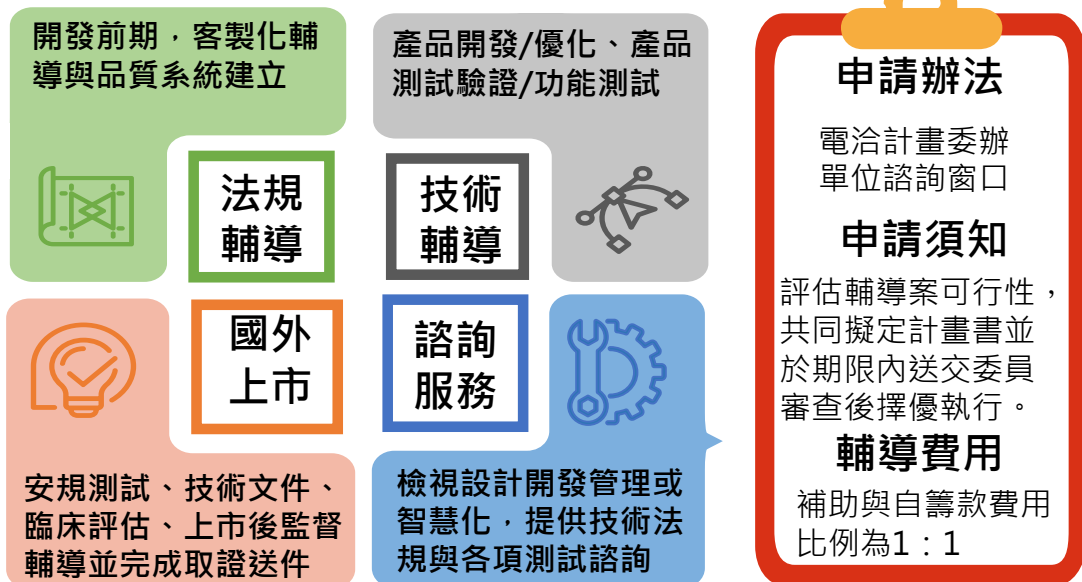 開發前期，客製化輔
導與品質系統建立
法規
輔導
產品開發/優化、產品
測試驗證/功能測試
技術
輔導
國外
上市
安規測試、技術文件、
臨床評估、上市後監督
輔導並完成取證送件
諮詢
服務
檢視設計開發管理或
智慧化，提供技術法
規與各項測試諮詢
申請辦法
電洽計畫委辦
單位諮詢窗口
申請須知
評估輔導案可行性，
共同擬定計畫書並
於期限內送交委員
審查後擇優執行。
輔導費用
補助與自籌款費用
比例為1：1